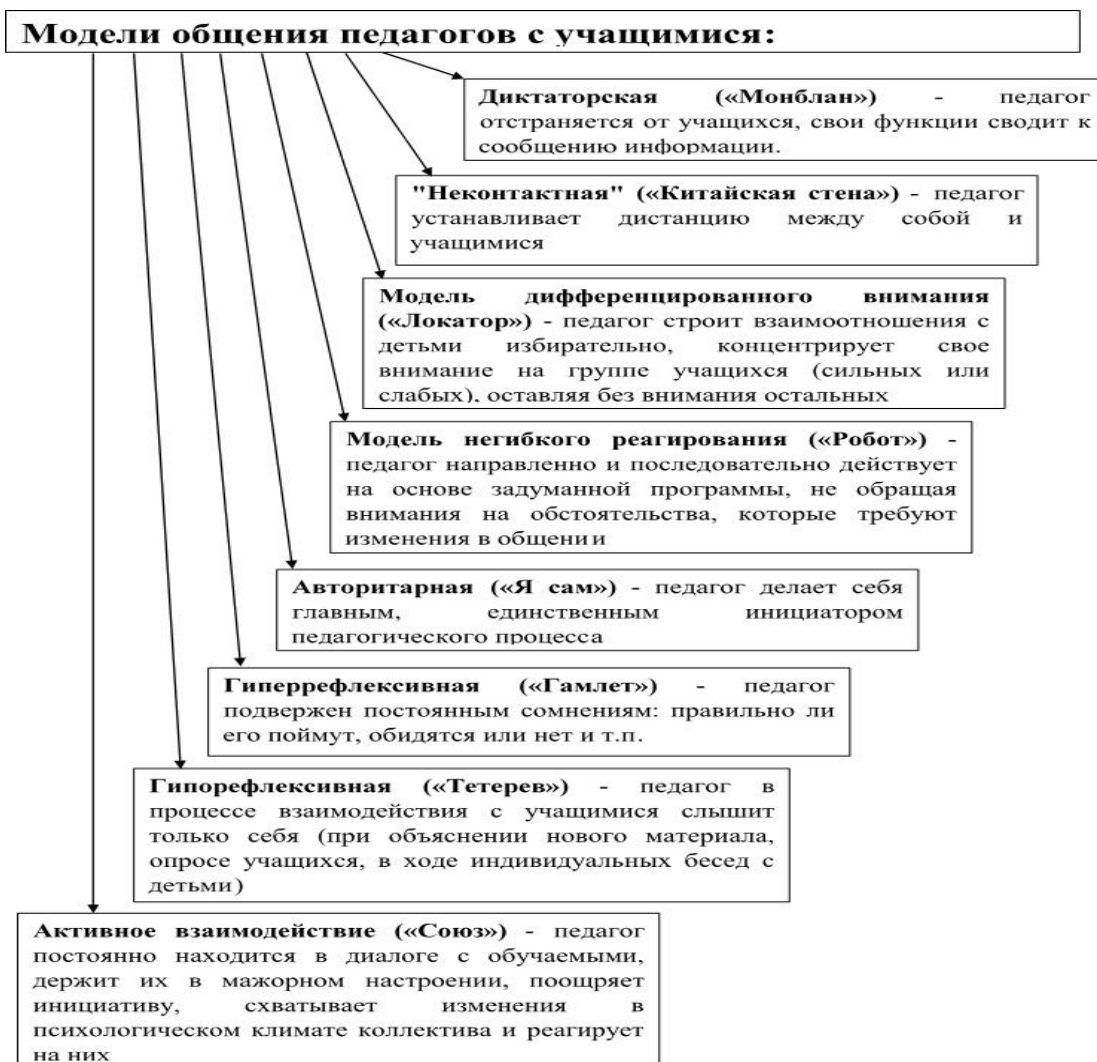 Модели общения педагогов с учащимися:
Диктаторская («Монблан») - педагог
отстраняется от учащихся, свои функции сводит к
сообщению информации.
"Неконтактная" («Китайская стена») - педагог
устанавливает дистанцию между собой и
учащимися
Модель дифференцированного внимания
(«Локатор») - педагог строит взаимоотношения с
детьми избирательно, концентрирует свое
внимание на группе учащихся (сильных или
слабых), оставляя без внимания остальных
Модель негибкого реагирования («Робот») -
педагог направленно и последовательно действует
на основе задуманной программы, не обращая
внимания на обстоятельства, которые требуют
изменения в общении
Авторитарная («Я сам») - педагог делает себя
главным, единственным инициатором
педагогического процесса
Гиперрефлексивная («Гамлет») - педагог
подвержен постоянным сомнениям: правильно ли
его поймут, обидятся или нет и т.п.
Гипорефлексивная («Тетерев») - педагог в
процессе взаимодействия с учащимися слышит
только себя (при объяснении нового материала,
опросе учащихся, в ходе индивидуальных бесед с
детьми)
Активное взаимодействие («Союз») - педагог
постоянно находится в диалоге с обучаемыми,
держит их в мажорном настроении, поощряет
инициативу, схватывает изменения в
психологическом климате коллектива и реагирует
на них